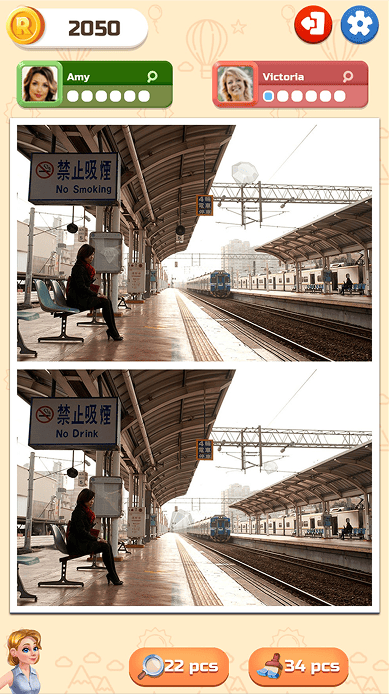 R
2050
Amy
Victoria
禁止吸煙
No Smoking
禁止吸煙
No Drink
22 pcs
34 pcs